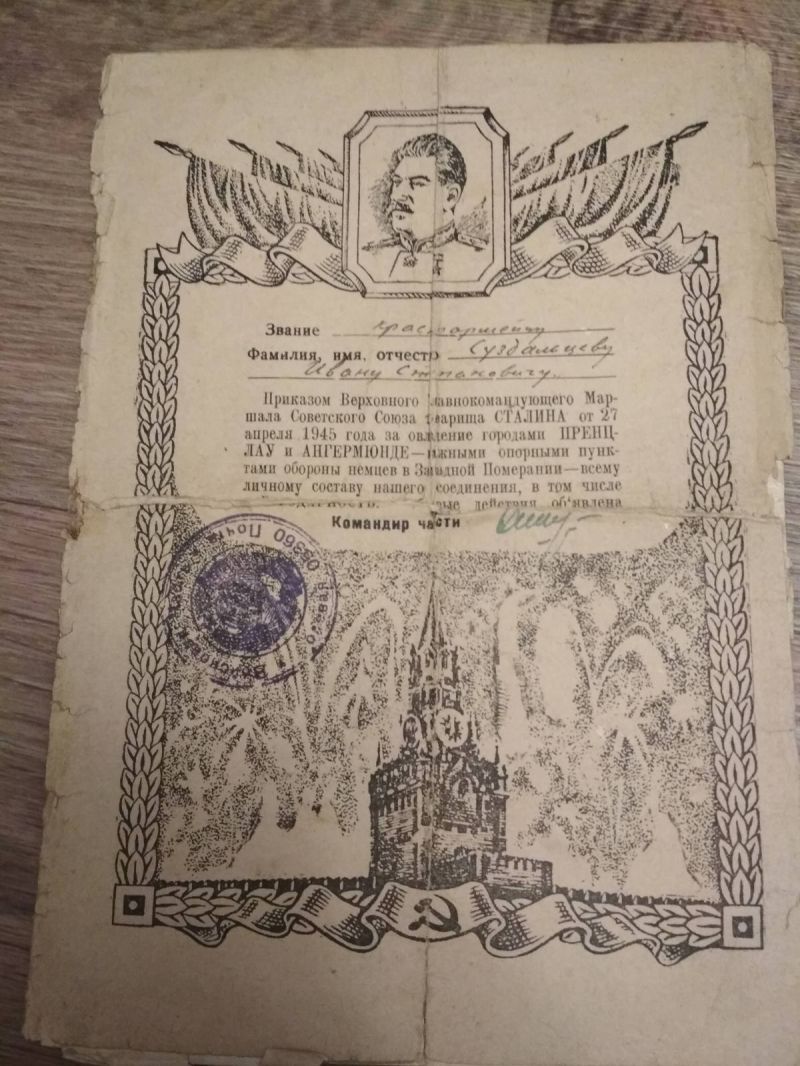 Звание красноармейцу
Фамилия, имя, отчество Суздальцеву
Ивану Степановичу.
Приказом Верховного Главнокомандующего Мар-
шала Советского Союза товарища СТАЛИНА от 27
апреля 1945 года за овладение городами ПРЕНЦ-
ЛАУ и АНГЕРМЮНДЕ—важными опорными пунк-
тами обороны немцев в Западной Померании—всему
личному составу нашего соединения, в том числе
действия объявлена
Командир части
Почта 09360